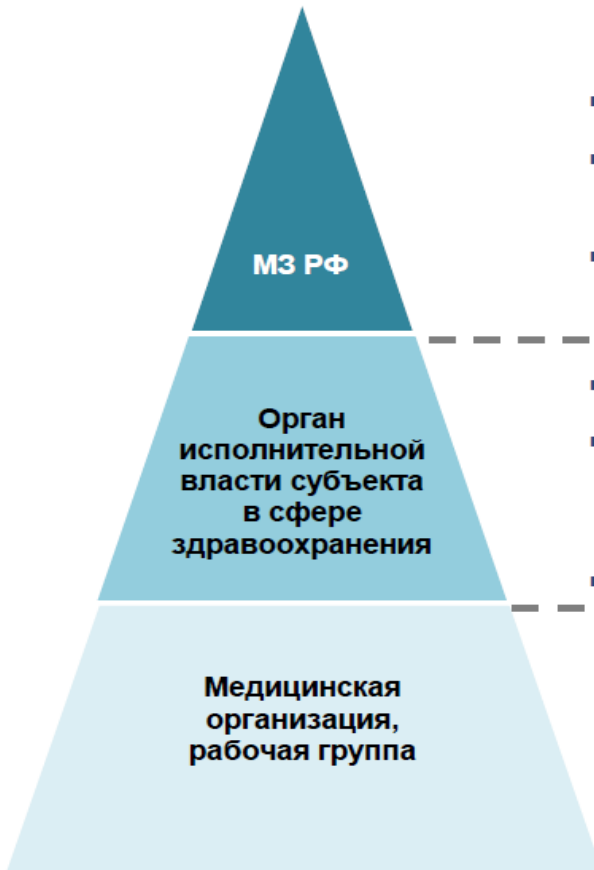 МЗ РФ
Орган
исполнительной
власти субъекта
в сфере
здравоохранения
Медицинская
организация,
рабочая группа